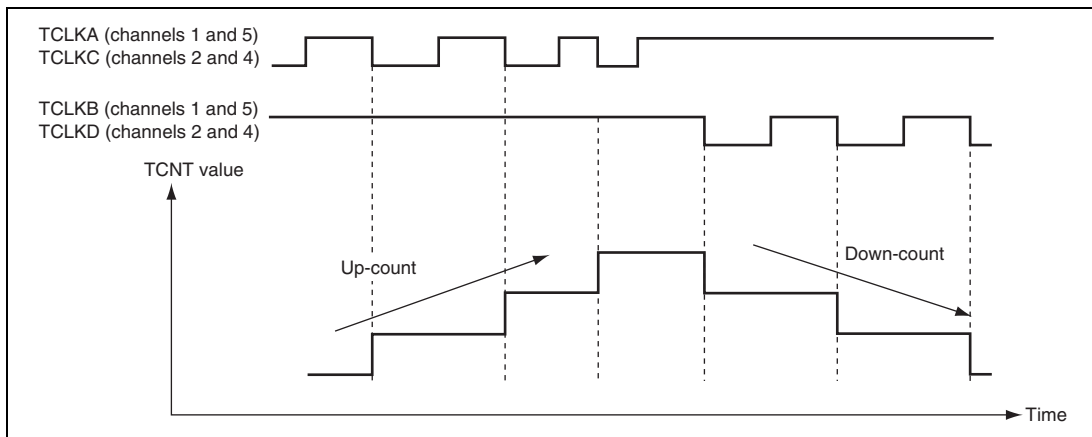 TCLKA (channels 1 and 5)
TCLKC (channels 2 and 4)
TCLKB (channels 1 and 5)
TCLKD (channels 2 and 4)
TCNT value
Up-count
Down-count
Time